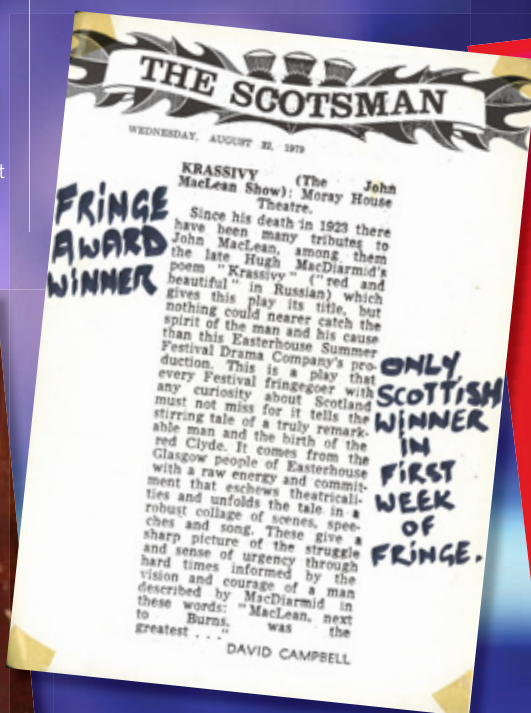 THE SCOTSMAN
WEDNESDAY, AUGUST 22, 1979
FRINGE
AWARD
WINNER
KRASSIVY (The John
MacLean Show): Moray House
Theatre.
Since his death in 1923 there
have been many tributes to
John MacLean, among them
the late Hugh MacDiarmid's
poem "Krassivy" ("red and
beautiful" in Russian) which
gives this play its title, but
nothing could nearer catch the
spirit of the man and his cause
than this Easterhouse Summer
Festival Drama Company's pro-
duction. This is a play that
every Festival fringegoer with
any curiosity about Scotland
must not miss for it tells the
stirring tale of a truly remark-
able man and the birth of the
red Clyde. It comes from the
Glasgow people of Easterhouse
with a raw energy and commit-
ment that eschews theatricali-
ties and unfolds the tale in a
robust collage of scenes, spee-
ches and song. These give a
sharp picture of the struggle
and sense of urgency through
hard times informed by the
vision and courage of a man
described by MacDiarmid in
these words: "MacLean, next
to Burns, was the
greatest . . ."
DAVID CAMPBELL
ONLY
SCOTTISH
WINNER
IN
FIRST
WEEK
OF
FRINGE.